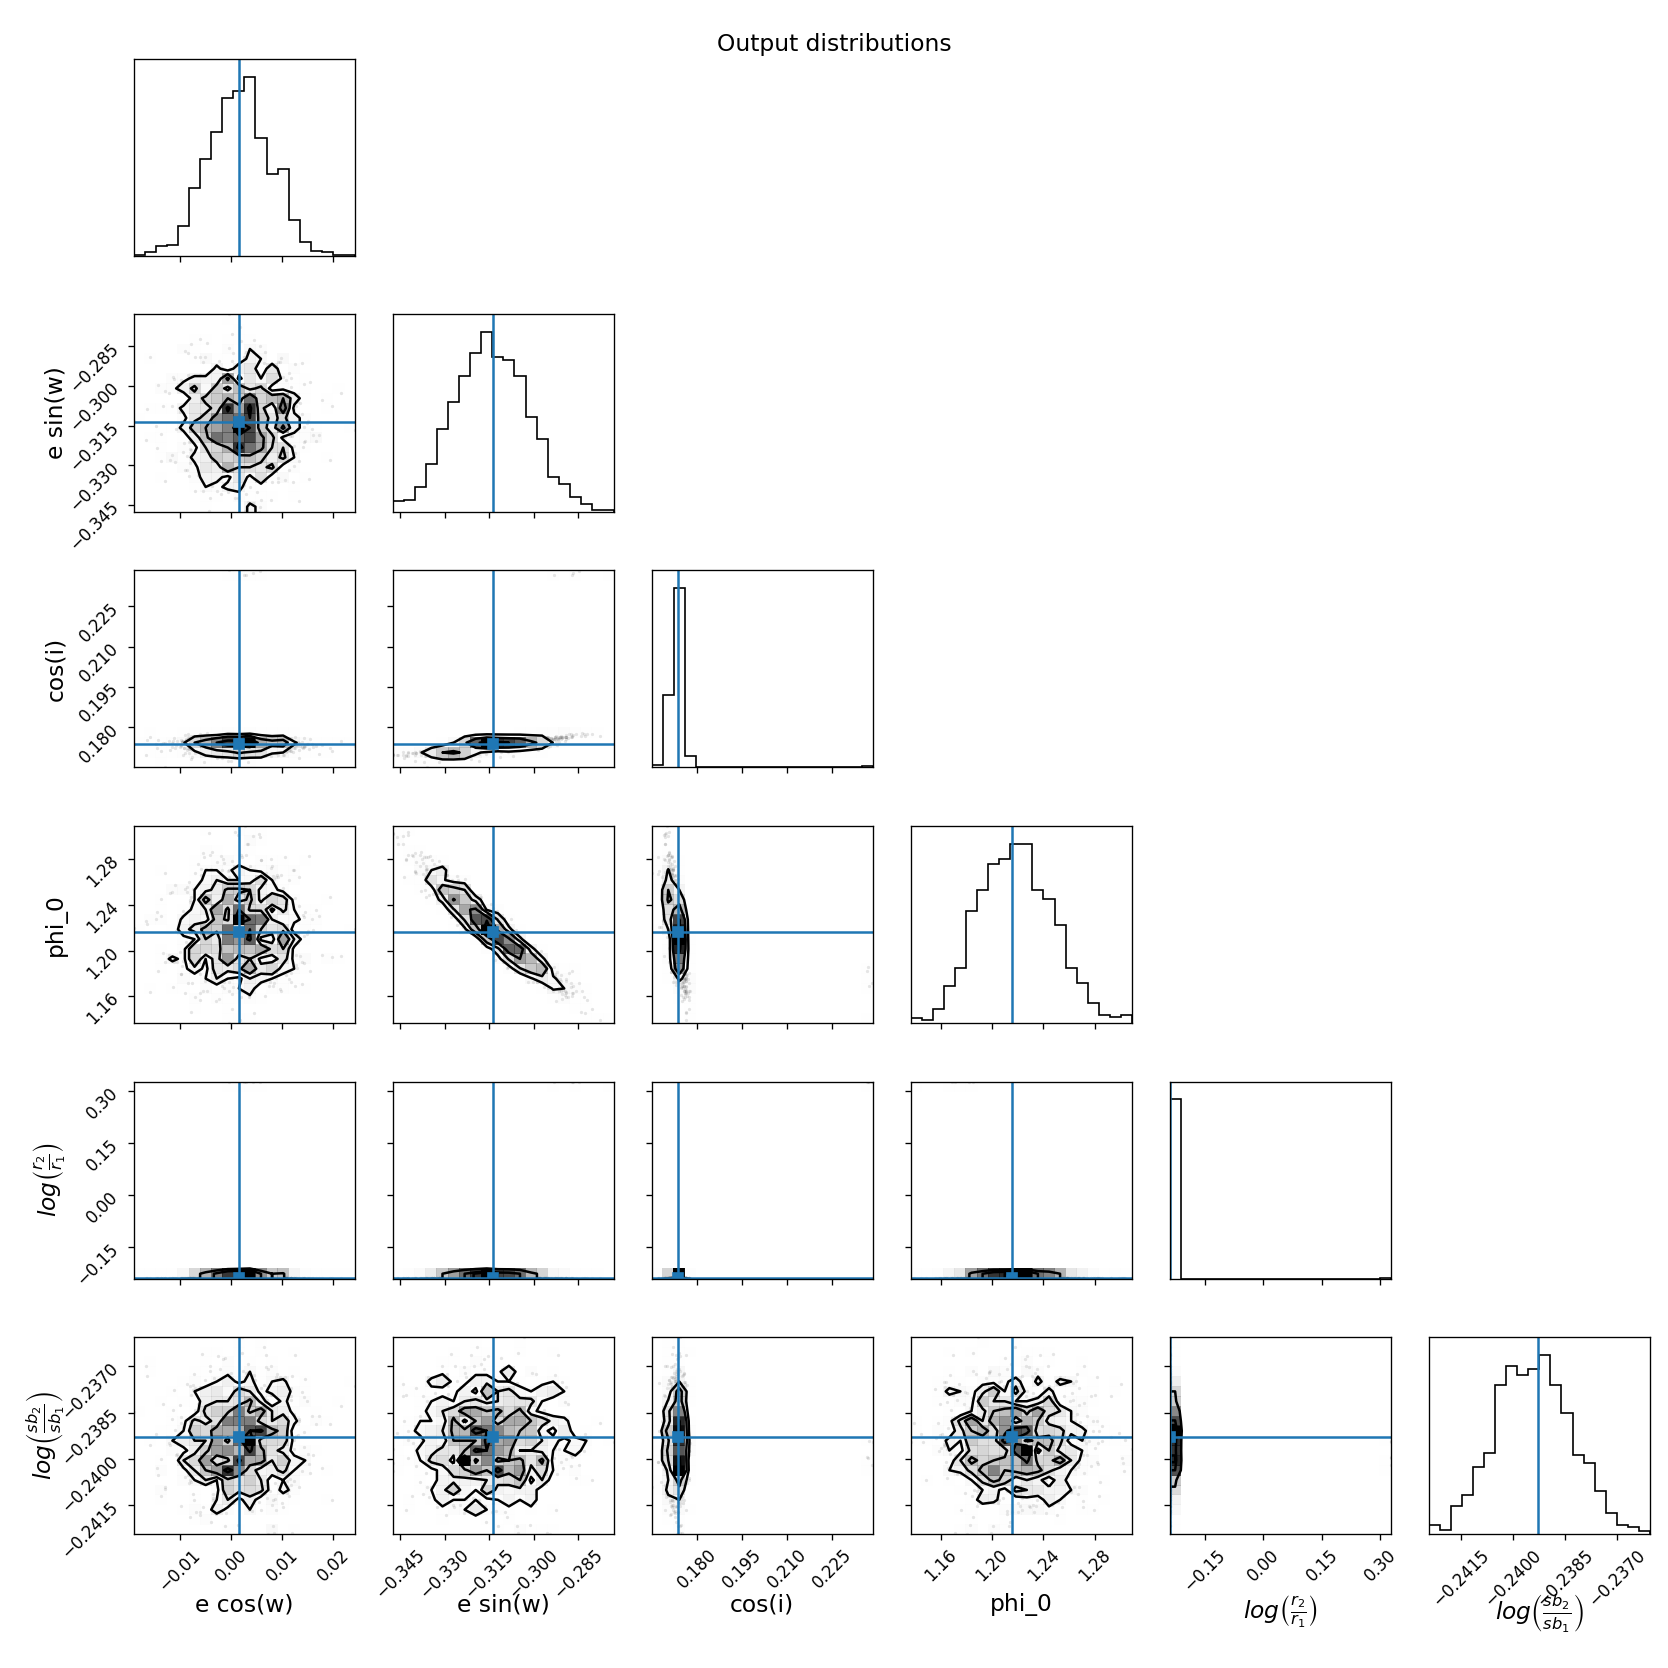 Output distributions
e sin(w)
−0.285
−0.300
−0.315
−0.330
−0.345
cos(i)
0.225
0.210
0.195
0.180
phi_0
1.28
1.24
1.20
1.16
log(r₂/r₁)
0.30
0.15
0.00
−0.15
log(sb₂/sb₁)
−0.2370
−0.2385
−0.2400
−0.2415
−0.01 0.00 0.01 0.02
−0.345 −0.330 −0.315 −0.300 −0.285
0.180 0.195 0.210 0.225
1.16 1.20 1.24 1.28
−0.15 0.00 0.15 0.30
−0.2415 −0.2400 −0.2385 −0.2370
e cos(w) e sin(w) cos(i) phi_0 log(r₂/r₁) log(sb₂/sb₁)